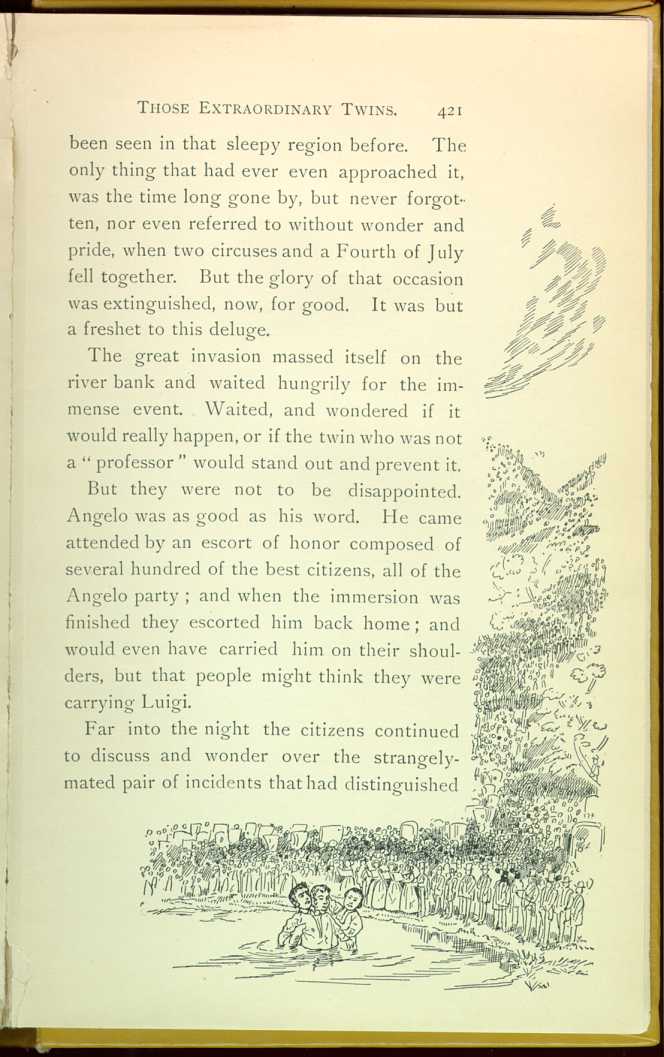 THOSE EXTRAORDINARY TWINS. 421
been seen in that sleepy region before. The
only thing that had ever even approached it,
was the time long gone by, but never forgot-
ten, nor even referred to without wonder and
pride, when two circuses and a Fourth of July
fell together. But the glory of that occasion
was extinguished, now, for good. It was but
a freshet to this deluge.
The great invasion massed itself on the
river bank and waited hungrily for the im-
mense event. Waited, and wondered if it
would really happen, or if the twin who was not
a “ professor ” would stand out and prevent it.
But they were not to be disappointed.
Angelo was as good as his word. He came
attended by an escort of honor composed of
several hundred of the best citizens, all of the
Angelo party ; and when the immersion was
finished they escorted him back home ; and
would even have carried him on their shoul-
ders, but that people might think they were
carrying Luigi.
Far into the night the citizens continued
to discuss and wonder over the strangely-
mated pair of incidents that had distinguished